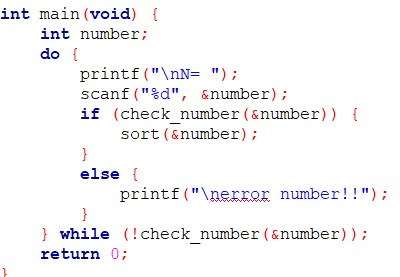 int main(void) {
    int number;
    do {
        printf("\nN= ");
        scanf("%d", &number);
        if (check_number(&number)) {
            sort(&number);
        }
        else {
            printf("\nerror number!!");
        }
    } while (!check_number(&number));
    return 0;
}